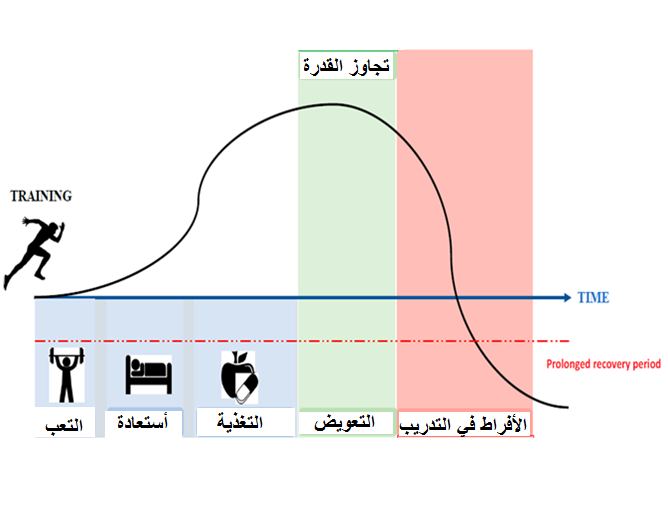 تجاوز القدرة
TRAINING
TIME
Prolonged recovery period
التعب
أستعادة
التغذية
التعويض
الأفراط في التدريب